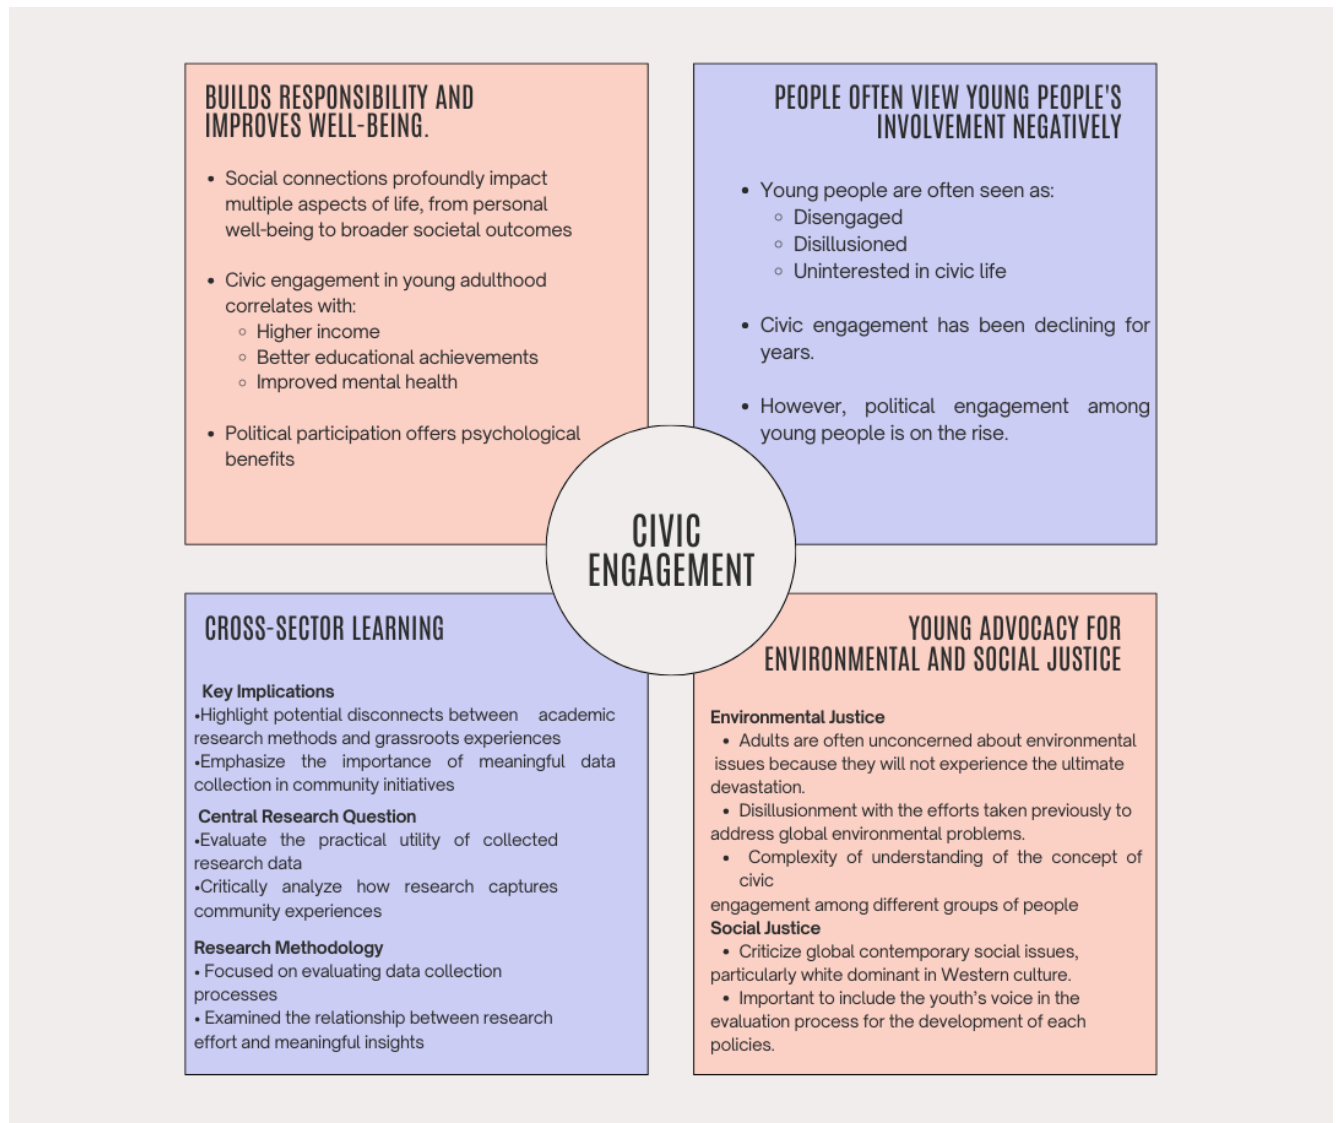 BUILDS RESPONSIBILITY AND
IMPROVES WELL-BEING.
• Social connections profoundly impact
multiple aspects of life, from personal
well-being to broader societal outcomes
• Civic engagement in young adulthood
correlates with:
◦ Higher income
◦ Better educational achievements
◦ Improved mental health
• Political participation offers psychological
benefits
PEOPLE OFTEN VIEW YOUNG PEOPLE'S
INVOLVEMENT NEGATIVELY
• Young people are often seen as:
◦ Disengaged
◦ Disillusioned
◦ Uninterested in civic life
• Civic engagement has been declining for
years.
• However, political engagement among
young people is on the rise.
CIVIC
ENGAGEMENT
CROSS-SECTOR LEARNING
Key Implications
•Highlight potential disconnects between academic
research methods and grassroots experiences
•Emphasize the importance of meaningful data
collection in community initiatives
Central Research Question
•Evaluate the practical utility of collected
research data
•Critically analyze how research captures
community experiences
Research Methodology
• Focused on evaluating data collection
processes
• Examined the relationship between research
effort and meaningful insights
YOUNG ADVOCACY FOR
ENVIRONMENTAL AND SOCIAL JUSTICE
Environmental Justice
• Adults are often unconcerned about environmental
issues because they will not experience the ultimate
devastation.
• Disillusionment with the efforts taken previously to
address global environmental problems.
• Complexity of understanding of the concept of
civic
engagement among different groups of people
Social Justice
• Criticize global contemporary social issues,
particularly white dominant in Western culture.
• Important to include the youth’s voice in the
evaluation process for the development of each
policies.